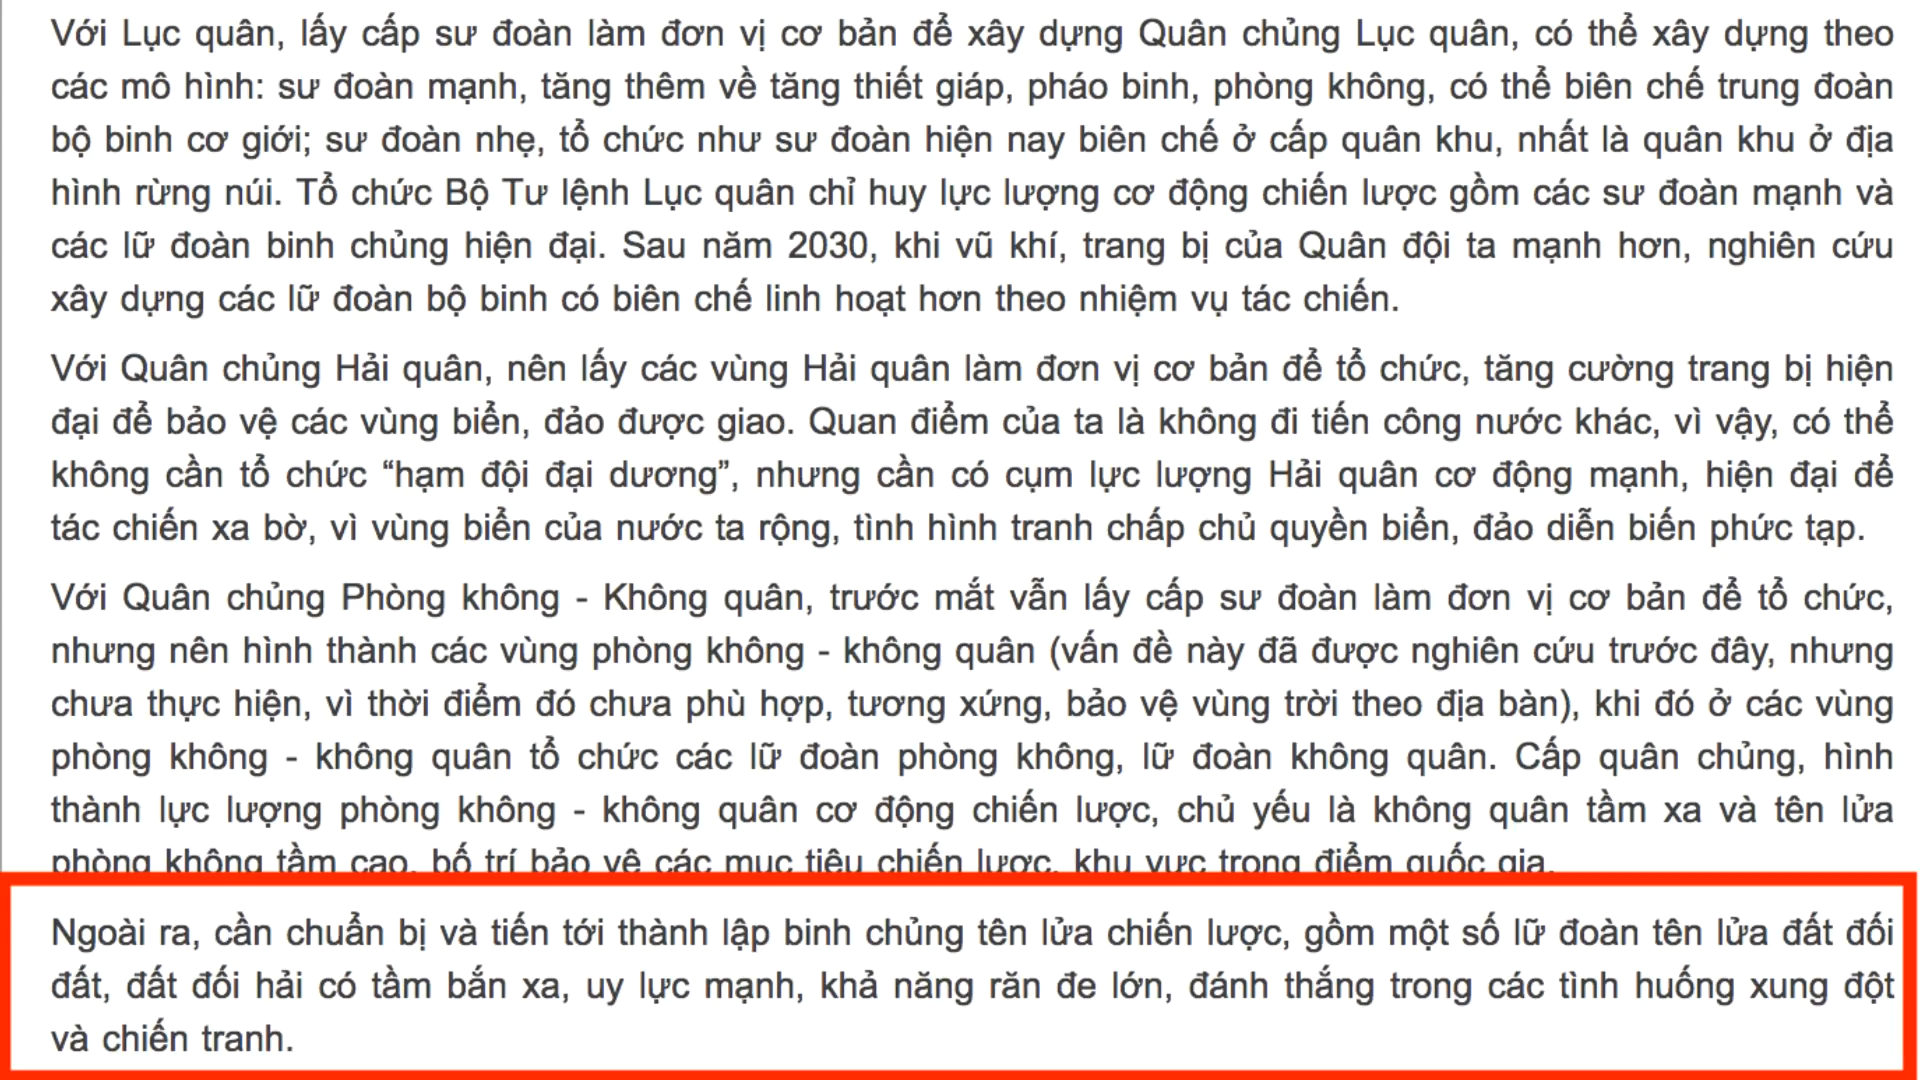 Với Lục quân, lấy cấp sư đoàn làm đơn vị cơ bản để xây dựng Quân chủng Lục quân, có thể xây dựng theo
các mô hình: sư đoàn mạnh, tăng thêm về tăng thiết giáp, pháo binh, phòng không, có thể biên chế trung đoàn
bộ binh cơ giới; sư đoàn nhẹ, tổ chức như sư đoàn hiện nay biên chế ở cấp quân khu, nhất là quân khu ở địa
hình rừng núi. Tổ chức Bộ Tư lệnh Lục quân chỉ huy lực lượng cơ động chiến lược gồm các sư đoàn mạnh và
các lữ đoàn binh chủng hiện đại. Sau năm 2030, khi vũ khí, trang bị của Quân đội ta mạnh hơn, nghiên cứu
xây dựng các lữ đoàn bộ binh có biên chế linh hoạt hơn theo nhiệm vụ tác chiến.
Với Quân chủng Hải quân, nên lấy các vùng Hải quân làm đơn vị cơ bản để tổ chức, tăng cường trang bị hiện
đại để bảo vệ các vùng biển, đảo được giao. Quan điểm của ta là không đi tiến công nước khác, vì vậy, có thể
không cần tổ chức “hạm đội đại dương”, nhưng cần có cụm lực lượng Hải quân cơ động mạnh, hiện đại để
tác chiến xa bờ, vì vùng biển của nước ta rộng, tình hình tranh chấp chủ quyền biển, đảo diễn biến phức tạp.
Với Quân chủng Phòng không - Không quân, trước mắt vẫn lấy cấp sư đoàn làm đơn vị cơ bản để tổ chức,
nhưng nên hình thành các vùng phòng không - không quân (vấn đề này đã được nghiên cứu trước đây, nhưng
chưa thực hiện, vì thời điểm đó chưa phù hợp, tương xứng, bảo vệ vùng trời theo địa bàn), khi đó ở các vùng
phòng không - không quân tổ chức các lữ đoàn phòng không, lữ đoàn không quân. Cấp quân chủng, hình
thành lực lượng phòng không - không quân cơ động chiến lược, chủ yếu là không quân tầm xa và tên lửa
phòng không tầm cao, bố trí bảo vệ các mục tiêu chiến lược, khu vực trọng điểm quốc gia.
Ngoài ra, cần chuẩn bị và tiến tới thành lập binh chủng tên lửa chiến lược, gồm một số lữ đoàn tên lửa đất đối
đất, đất đối hải có tầm bắn xa, uy lực mạnh, khả năng răn đe lớn, đánh thắng trong các tình huống xung đột
và chiến tranh.